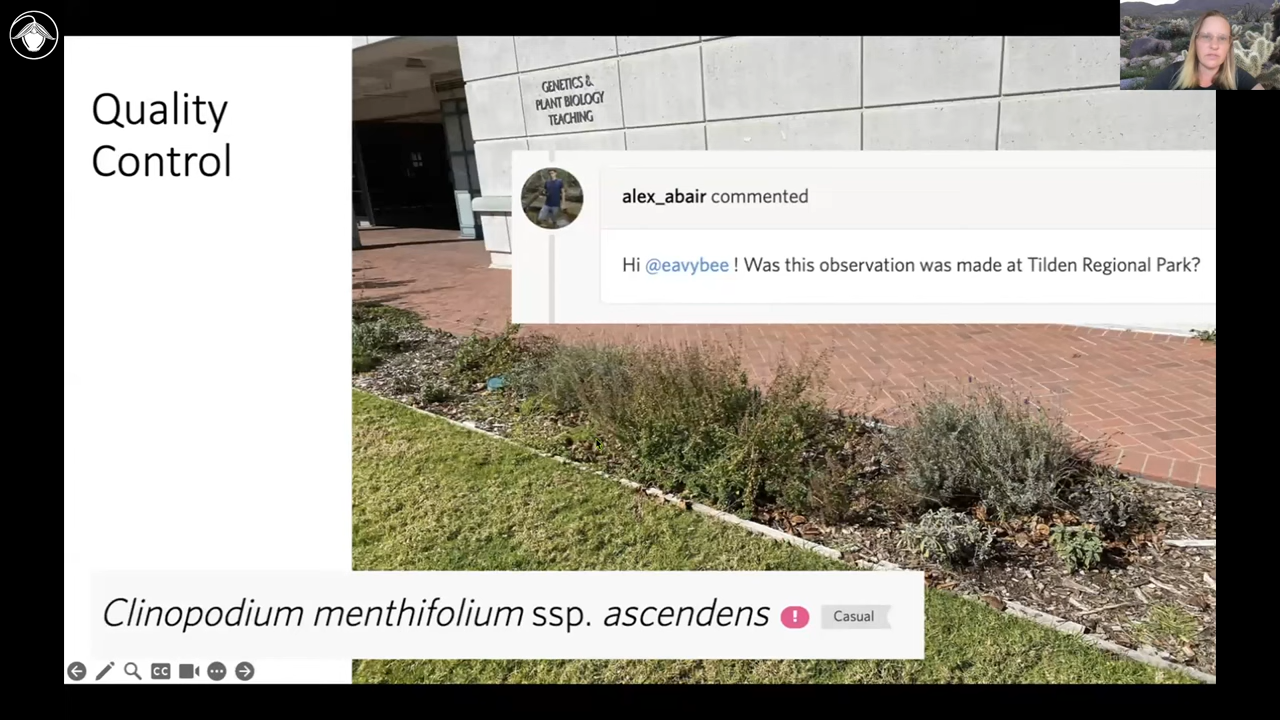 Quality
Control
GENETICS &
PLANT BIOLOGY
TEACHING
alex_abair commented
Hi @eavybee ! Was this observation was made at Tilden Regional Park?
Clinopodium menthifolium ssp. ascendens ! Casual
CC